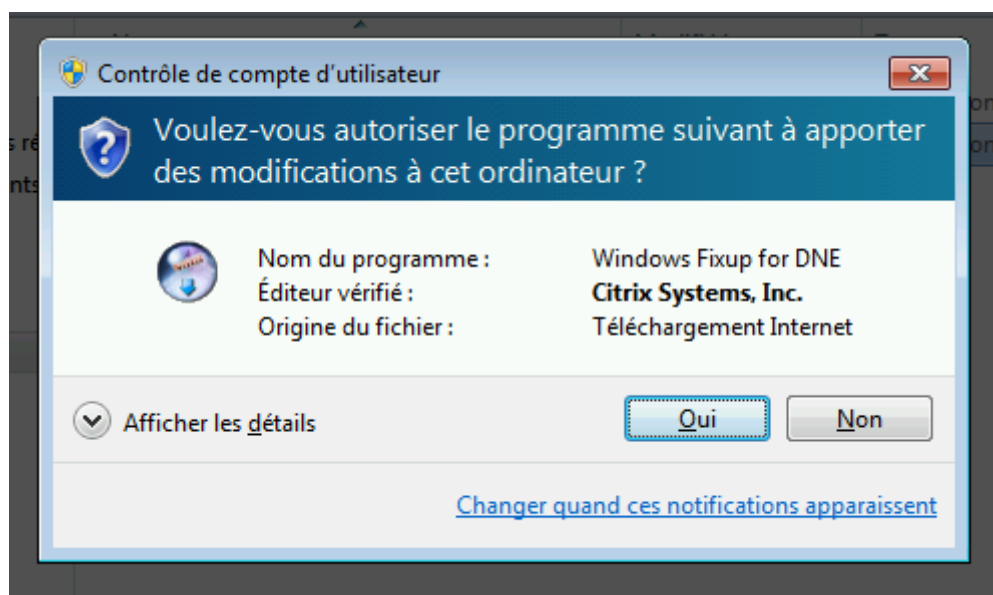 Contrôle de compte d'utilisateur
Voulez-vous autoriser le programme suivant à apporter
des modifications à cet ordinateur ?
Nom du programme : Windows Fixup for DNE
Éditeur vérifié : Citrix Systems, Inc.
Origine du fichier : Téléchargement Internet
Afficher les détails Oui Non
Changer quand ces notifications apparaissent